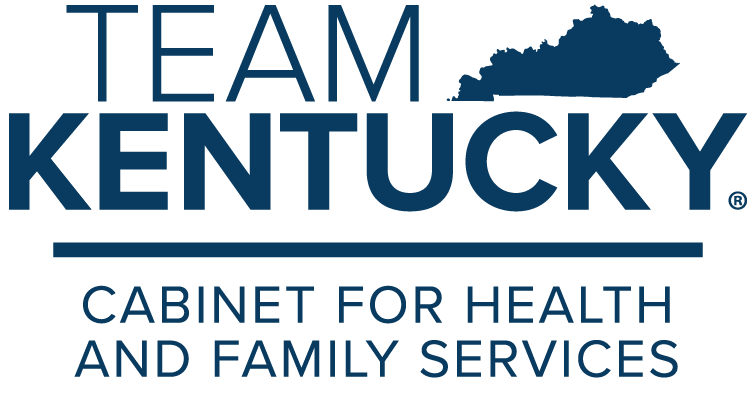 TEAM
KENTUCKY®
CABINET FOR HEALTH
AND FAMILY SERVICES